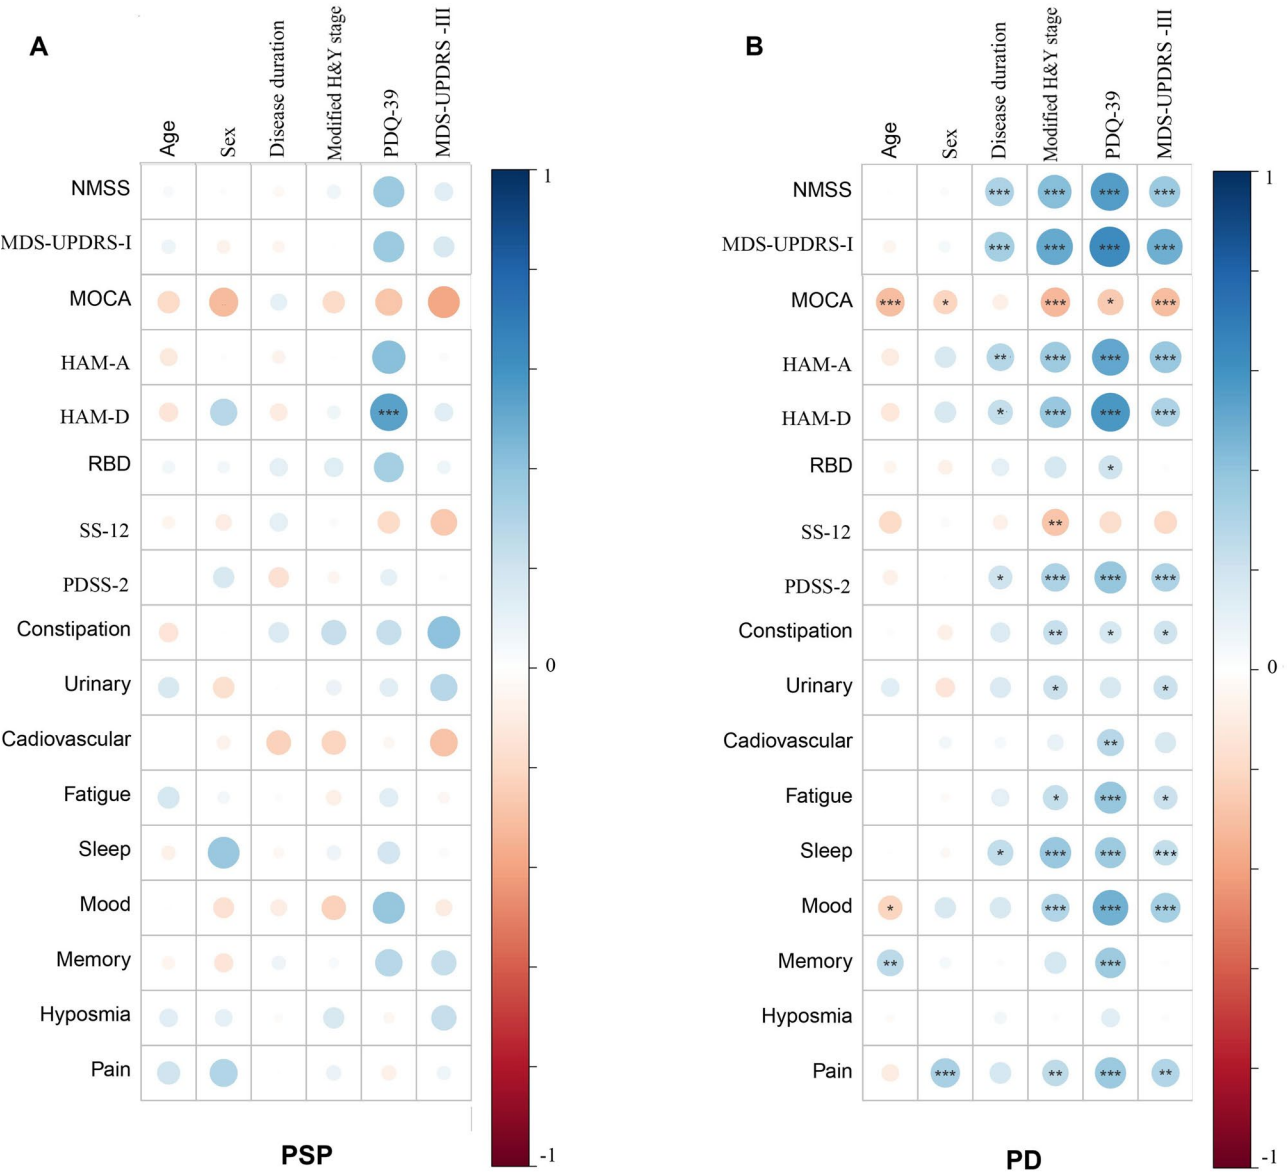 A
Age
Sex
Disease duration
Modified H&Y stage
PDQ-39
MDS-UPDRS -III
NMSS
MDS-UPDRS-I
MOCA
HAM-A
HAM-D ***
RBD
SS-12
PDSS-2
Constipation
Urinary
Cadiovascular
Fatigue
Sleep
Mood
Memory
Hyposmia
Pain
1
0
-1
PSP
B
Age
Sex
Disease duration
Modified H&Y stage
PDQ-39
MDS-UPDRS -III
NMSS *** *** *** ***
MDS-UPDRS-I *** *** *** ***
MOCA *** * *** * ***
HAM-A ** *** *** ***
HAM-D * *** *** ***
RBD *
SS-12 **
PDSS-2 * *** *** ***
Constipation ** * *
Urinary * *
Cadiovascular **
Fatigue * *** *
Sleep * *** *** ***
Mood * *** *** ***
Memory ** ***
Hyposmia
Pain *** ** *** **
1
0
-1
PD